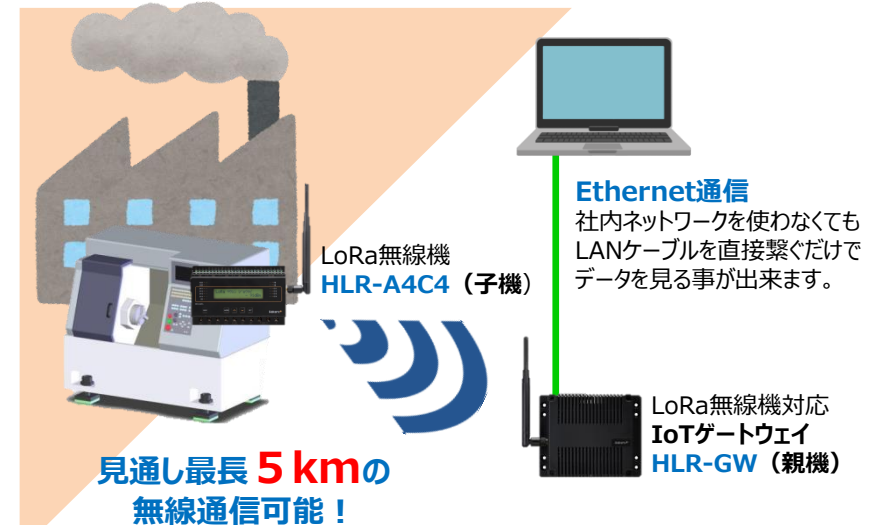 Ethernet通信
社内ネットワークを使わなくても
LANケーブルを直接繋ぐだけで
データを見る事が出来ます。
LoRa無線機
HLR-A4C4（子機）
LoRa無線機対応
IoTゲートウェイ
HLR-GW（親機）
見通し最長５kmの
無線通信可能！